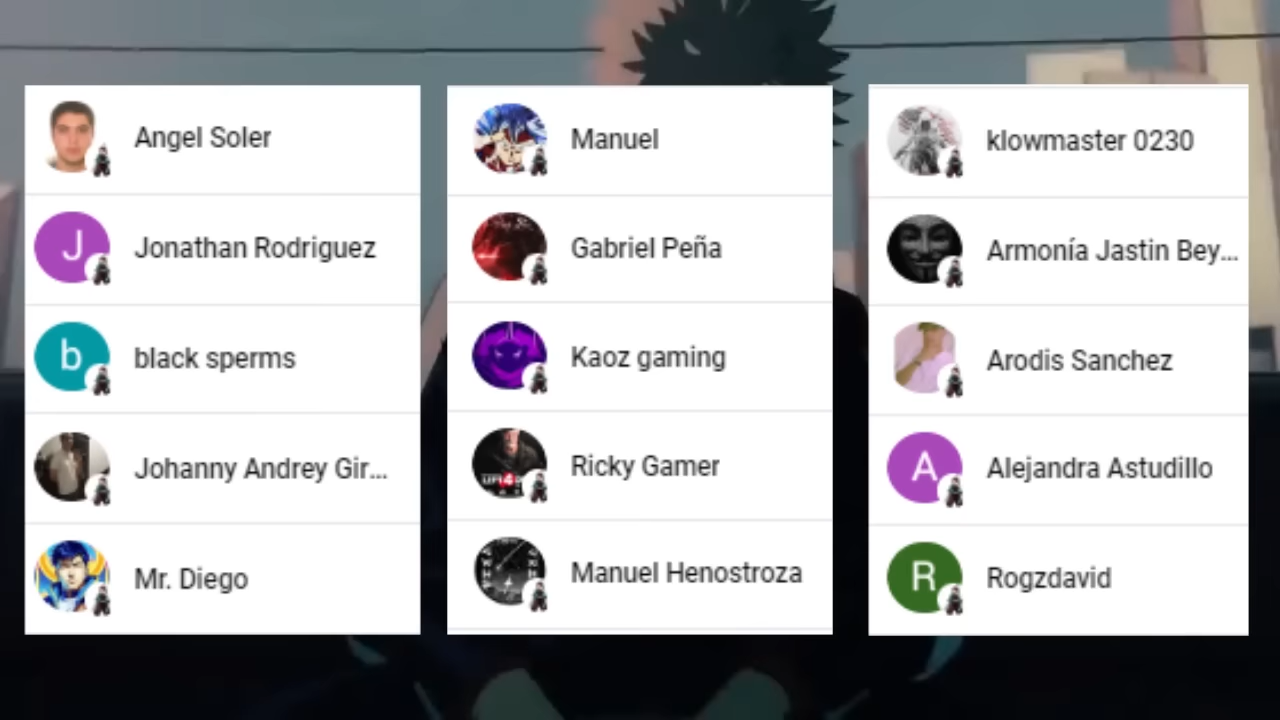 Angel Soler
J
Jonathan Rodriguez
b
black sperms
Johanny Andrey Gir...
Mr. Diego
Manuel
Gabriel Peña
Kaoz gaming
Ricky Gamer
Manuel Henostroza
klowmaster 0230
Armonía Jastin Bey...
Arodis Sanchez
A
Alejandra Astudillo
R
Rogzdavid